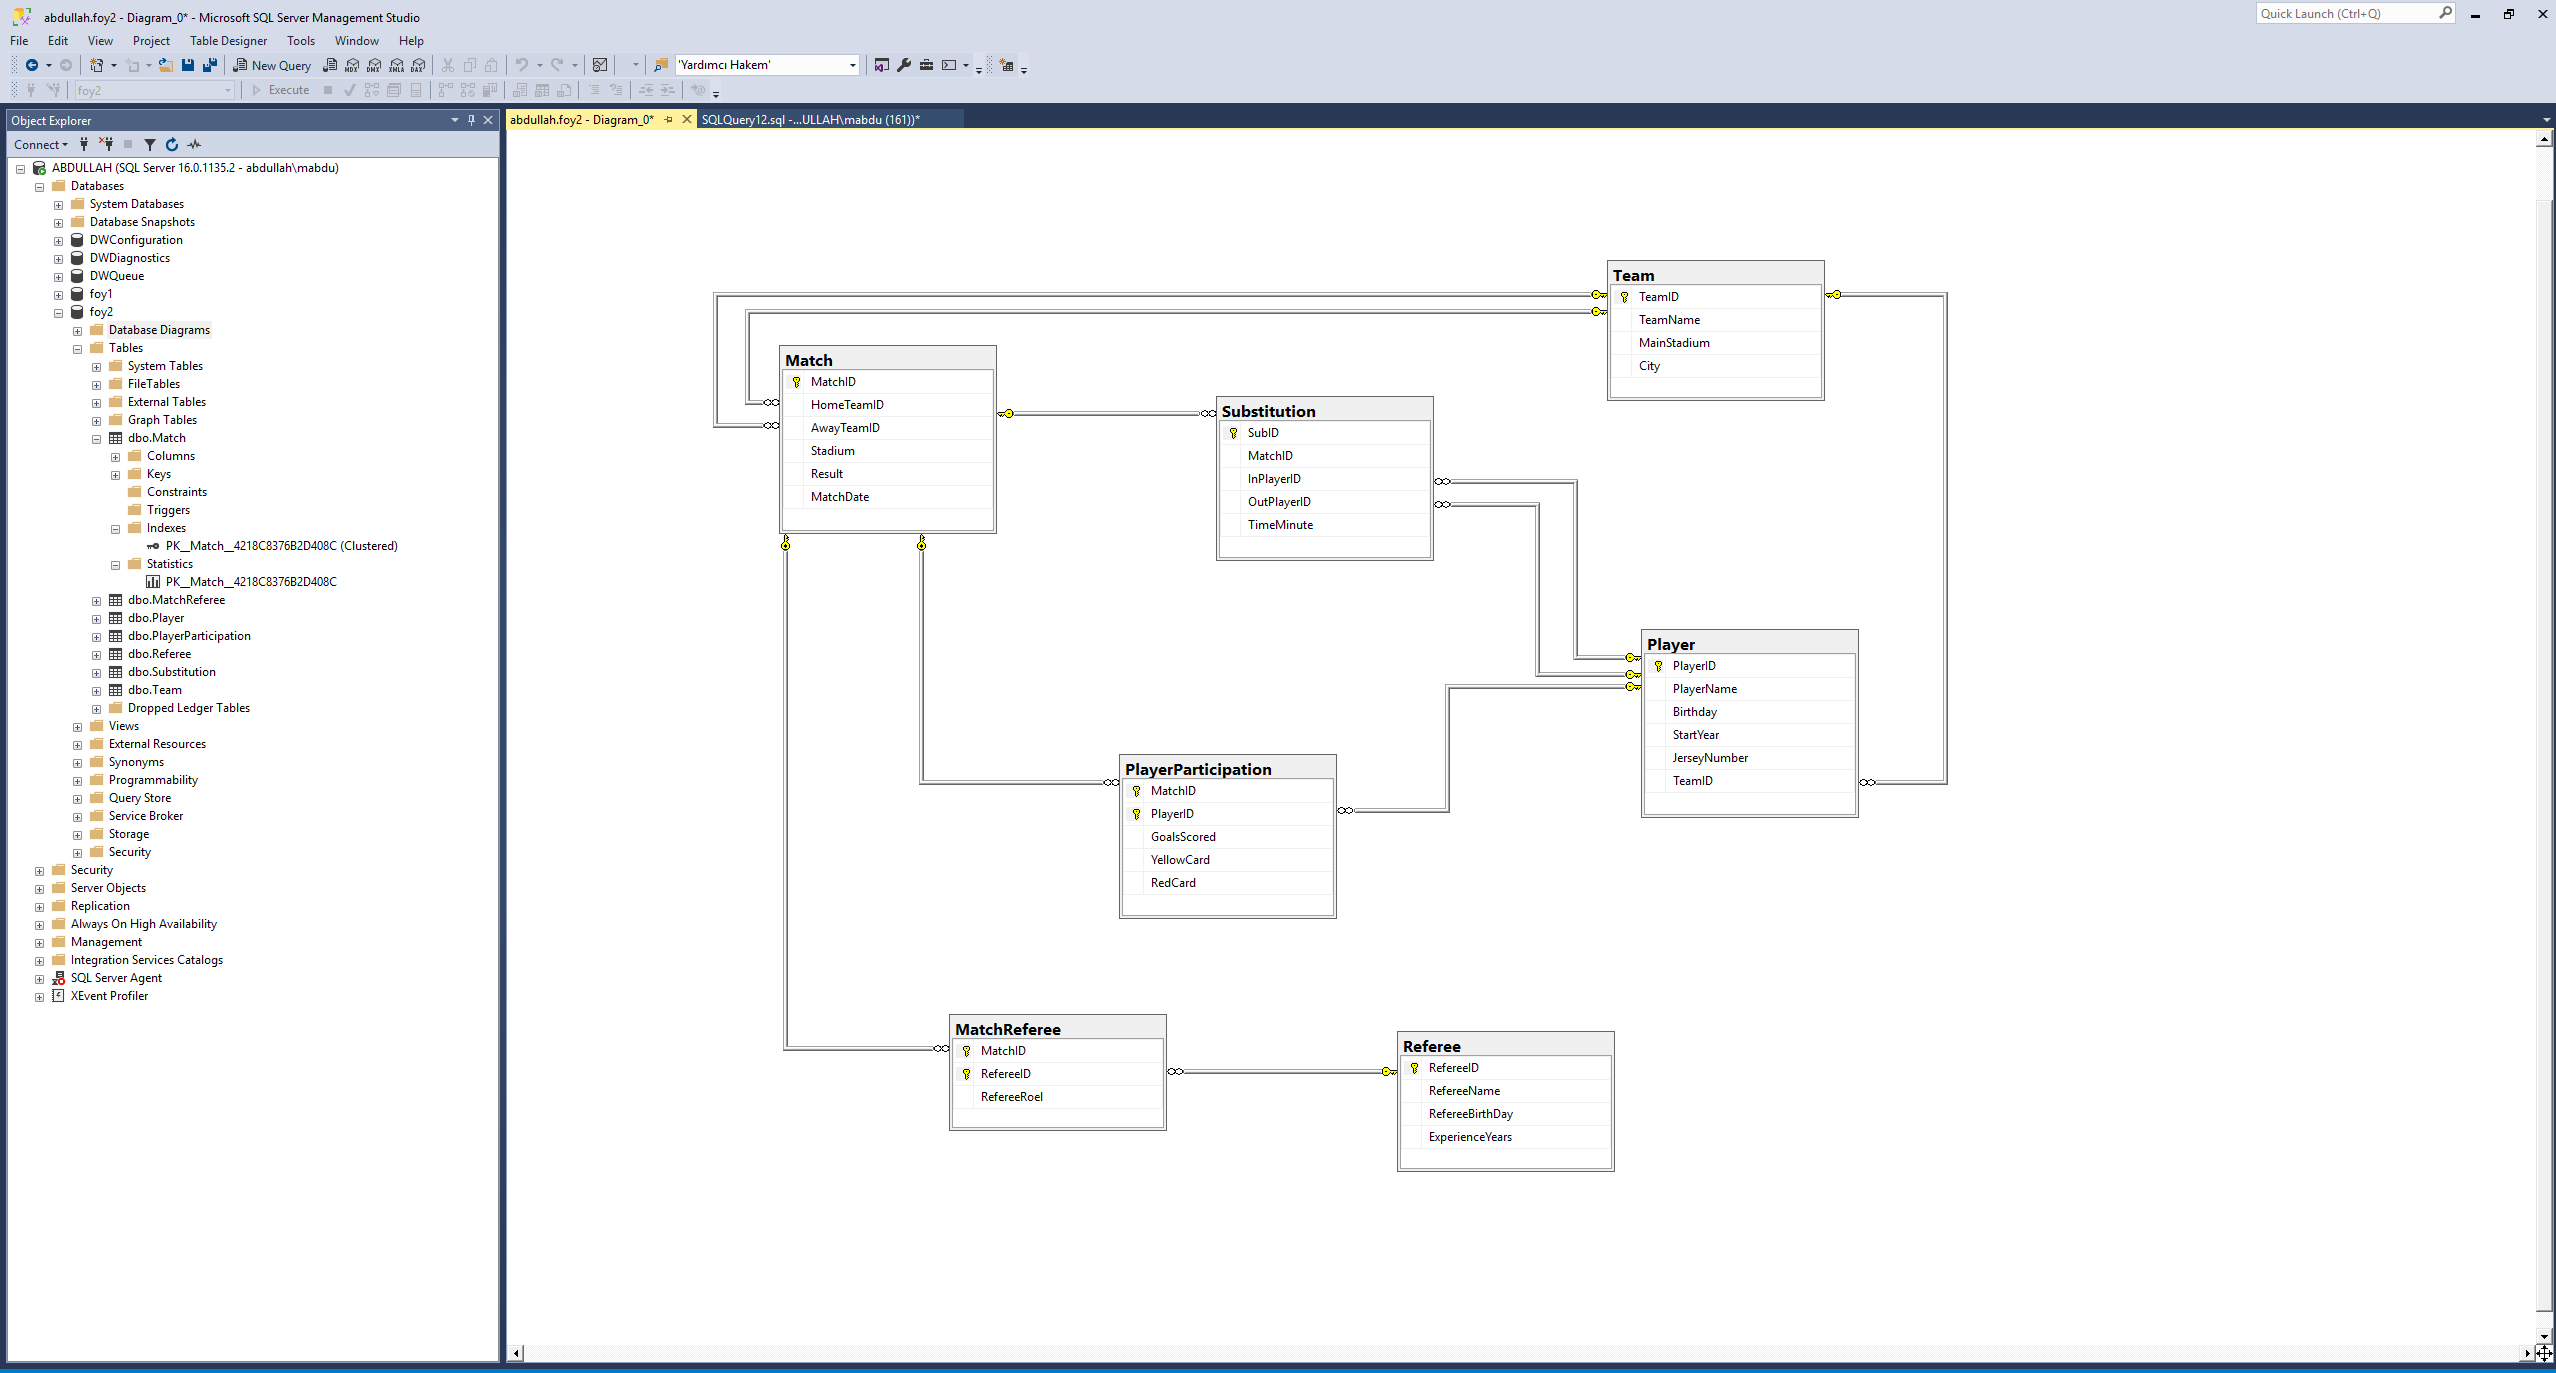 abdullah.foy2 - Diagram_0* - Microsoft SQL Server Management Studio
Quick Launch (Ctrl+Q)
File Edit View Project Table Designer Tools Window Help
New Query MDX DMX XMLA DAX 'Yardımcı Hakem'
foy2 Execute
Object Explorer
abdullah.foy2 - Diagram_0*
SQLQuery12.sql -...ULLAH\mabdu (161))*
Connect
ABDULLAH (SQL Server 16.0.1135.2 - abdullah\mabdu)
Databases
System Databases
Database Snapshots
DWConfiguration
DWDiagnostics
DWQueue
foy1
foy2
Database Diagrams
Tables
System Tables
FileTables
External Tables
Graph Tables
dbo.Match
Columns
Keys
Constraints
Triggers
Indexes
PK__Match__4218C8376B2D408C (Clustered)
Statistics
PK__Match__4218C8376B2D408C
dbo.MatchReferee
dbo.Player
dbo.PlayerParticipation
dbo.Referee
dbo.Substitution
dbo.Team
Dropped Ledger Tables
Views
External Resources
Synonyms
Programmability
Query Store
Service Broker
Storage
Security
Security
Server Objects
Replication
Always On High Availability
Management
Integration Services Catalogs
SQL Server Agent
XEvent Profiler
Team
TeamID
TeamName
MainStadium
City
Match
MatchID
HomeTeamID
AwayTeamID
Stadium
Result
MatchDate
Substitution
SubID
MatchID
InPlayerID
OutPlayerID
TimeMinute
Player
PlayerID
PlayerName
Birthday
StartYear
JerseyNumber
TeamID
PlayerParticipation
MatchID
PlayerID
GoalsScored
YellowCard
RedCard
MatchReferee
MatchID
RefereeID
RefereeRoel
Referee
RefereeID
RefereeName
RefereeBirthDay
ExperienceYears